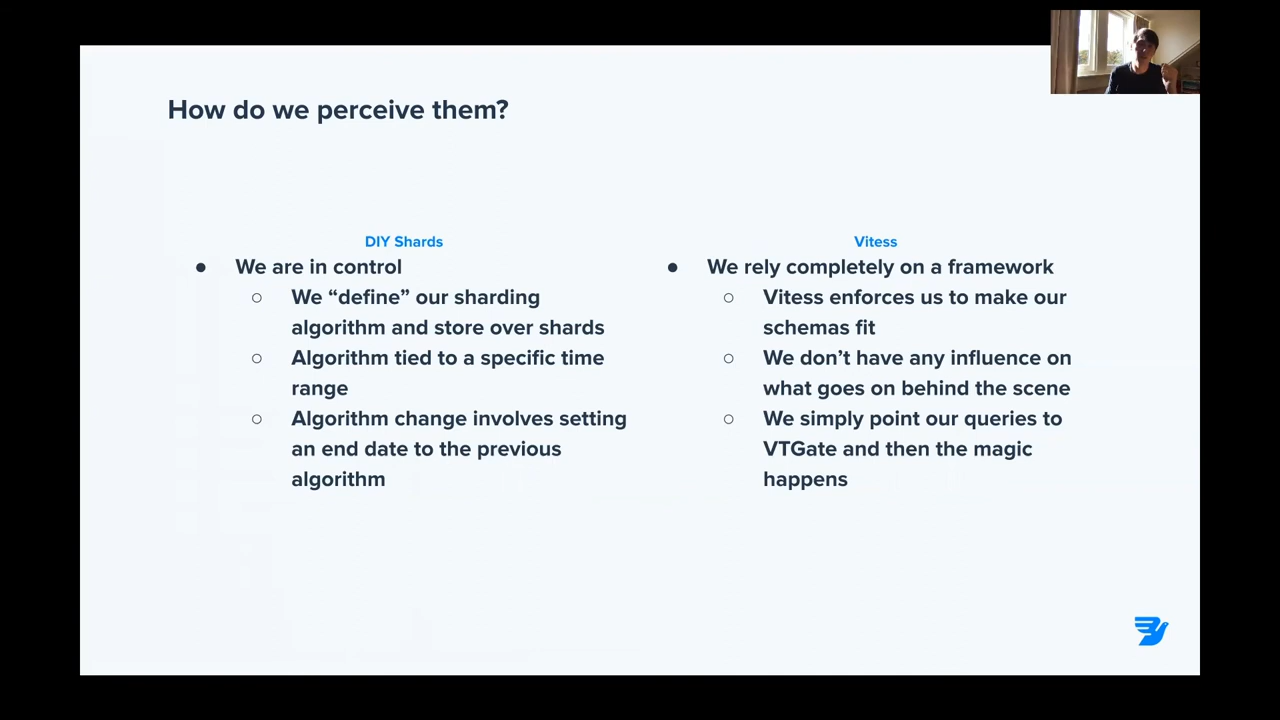 How do we perceive them?
DIY Shards
● We are in control
○ We “define” our sharding
algorithm and store over shards
○ Algorithm tied to a specific time
range
○ Algorithm change involves setting
an end date to the previous
algorithm
Vitess
● We rely completely on a framework
○ Vitess enforces us to make our
schemas fit
○ We don’t have any influence on
what goes on behind the scene
○ We simply point our queries to
VTGate and then the magic
happens